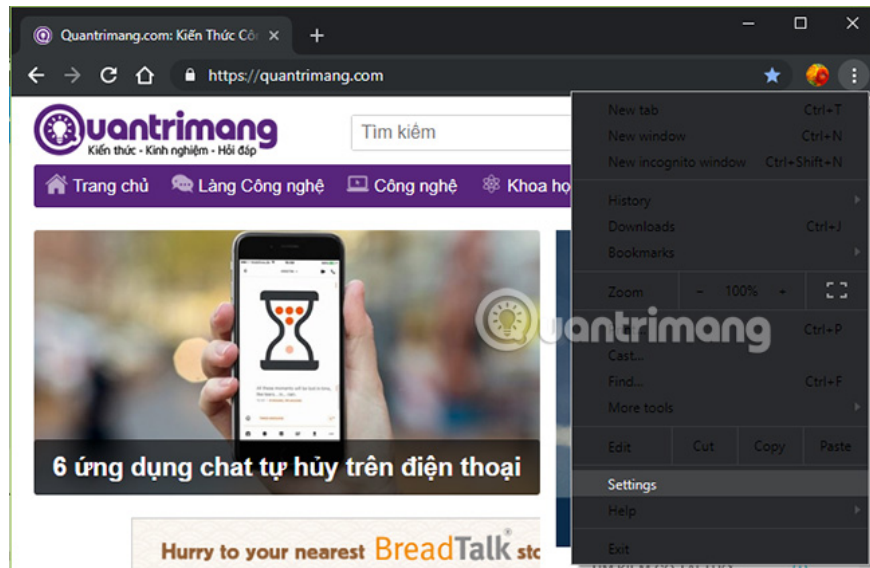 Quantrimang.com: Kiến Thức Cô
https://quantrimang.com
Quantrimang
Kiến thức - Kinh nghiệm - Hỏi đáp
Tìm kiếm
Trang chủ
Làng Công nghệ
Công nghệ
Khoa họ
6 ứng dụng chat tự hủy trên điện thoại
Hurry to your nearest BreadTalk® sto
New tab Ctrl+T
New window Ctrl+N
New incognito window Ctrl+Shift+N
History
Downloads Ctrl+J
Bookmarks
Zoom - 100% +
Quantrimang
Ctrl+P
Cast...
Find... Ctrl+F
More tools
Edit Cut Copy Paste
Settings
Help
Exit